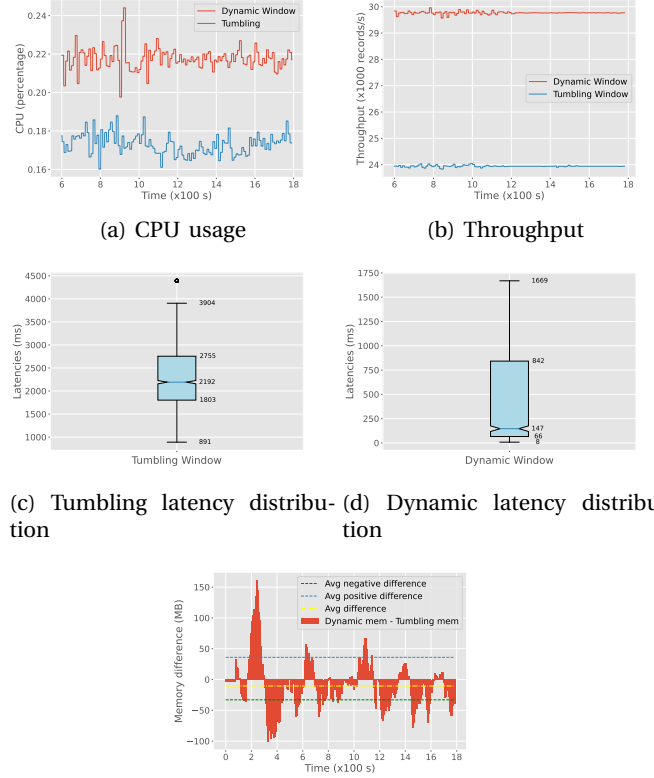 0.24
0.22
0.20
0.18
0.16
CPU (percentage)
Dynamic Window
Tumbling
6 8 10 12 14 16 18
Time (x100 s)
(a) CPU usage
30
29
28
27
26
25
24
Throughput (x1000 records/s)
Dynamic Window
Tumbling Window
6 8 10 12 14 16 18
Time (x100 s)
(b) Throughput
4500
4000
3500
3000
2500
2000
1500
1000
Latencies (ms)
3904
2755
2192
1803
891
Tumbling Window
(c) Tumbling latency distribu-
tion
1750
1500
1250
1000
750
500
250
0
Latencies (ms)
1669
842
147
66
8
Dynamic Window
(d) Dynamic latency distribu
tion
150
100
50
0
−50
−100
Memory difference (MB)
Avg negative difference
Avg positive difference
Avg difference
Dynamic mem - Tumbling mem
0 2 4 6 8 10 12 14 16 18
Time (x100 s)